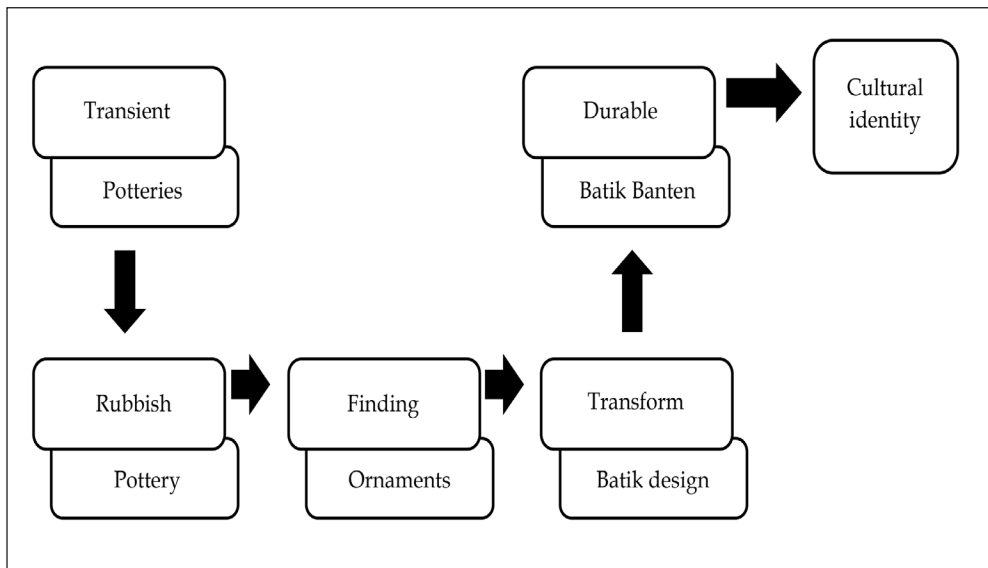 Transient
Potteries
Rubbish
Pottery
Finding
Ornaments
Transform
Batik design
Durable
Batik Banten
Cultural
identity